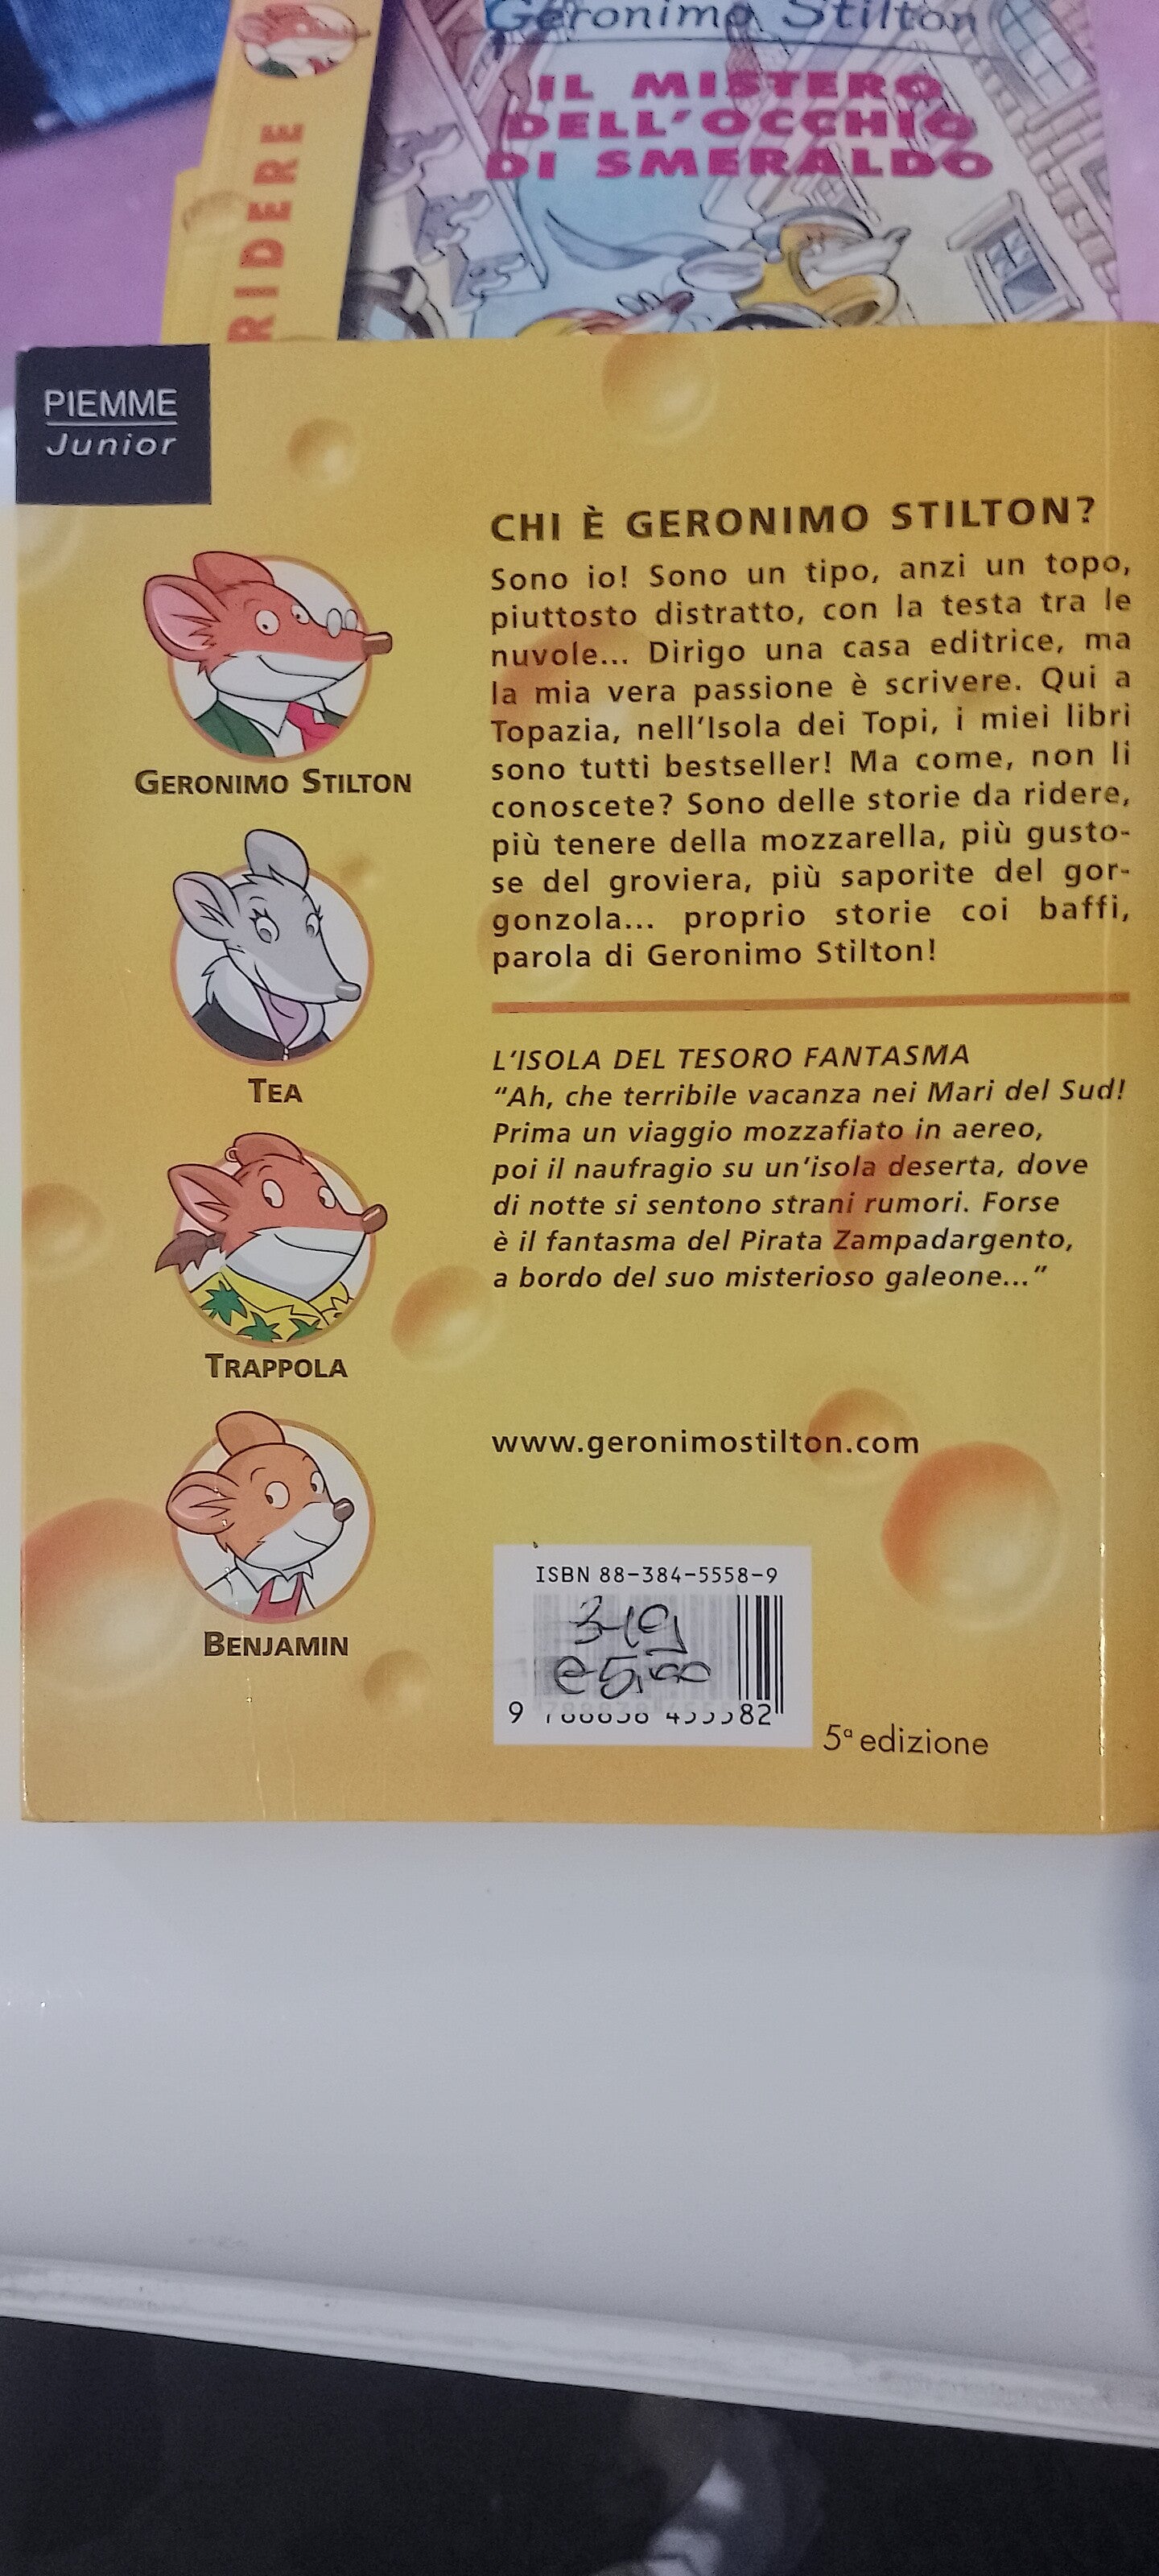 Geronimo Stilton
IL MISTERO
DELL'OCCHIO
DI SMERALDO
RIDERE
PIEMME
Junior
CHI È GERONIMO STILTON?
Sono io! Sono un tipo, anzi un topo,
piuttosto distratto, con la testa tra le
nuvole... Dirigo una casa editrice, ma
la mia vera passione è scrivere. Qui a
Topazia, nell'Isola dei Topi, i miei libri
sono tutti bestseller! Ma come, non li
conoscete? Sono delle storie da ridere,
più tenere della mozzarella, più gusto-
se del groviera, più saporite del gor-
gonzola... proprio storie coi baffi,
parola di Geronimo Stilton!
GERONIMO STILTON
TEA
TRAPPOLA
BENJAMIN
L'ISOLA DEL TESORO FANTASMA
“Ah, che terribile vacanza nei Mari del Sud!
Prima un viaggio mozzafiato in aereo,
poi il naufragio su un'isola deserta, dove
di notte si sentono strani rumori. Forse
è il fantasma del Pirata Zampadargento,
a bordo del suo misterioso galeone...”
www.geronimostilton.com
ISBN 88-384-5558-9
5,00
9
82
5ª edizione